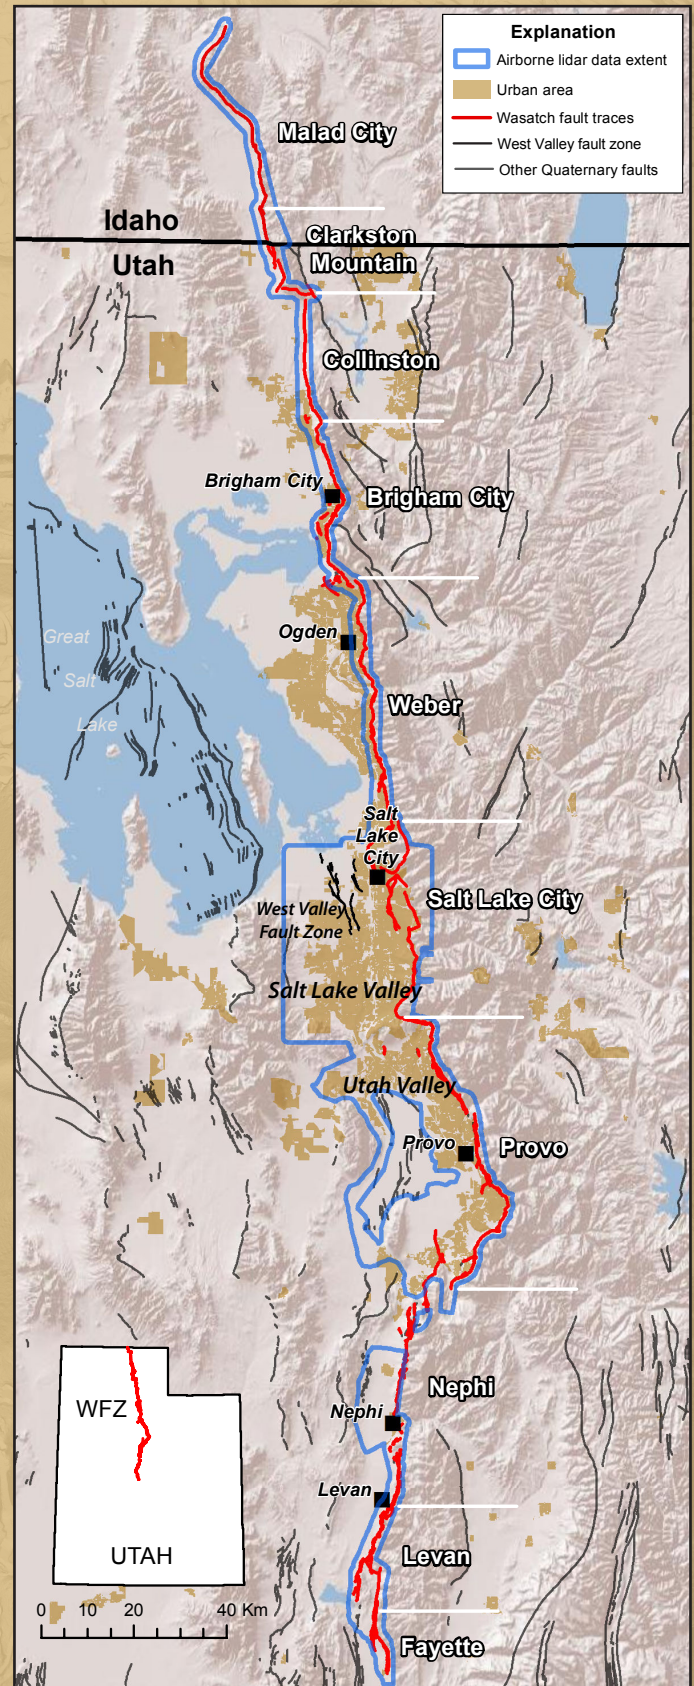 Explanation
Airborne lidar data extent
Urban area
Wasatch fault traces
West Valley fault zone
Other Quaternary faults
Malad City
Idaho
Utah
Clarkston
Mountain
Collinston
Brigham City
Brigham City
Ogden
Great
Salt
Lake
Weber
Salt
Lake
City
Salt Lake City
West Valley
Fault Zone
Salt Lake Valley
Utah Valley
Provo
Provo
Nephi
Nephi
Levan
Levan
Fayette
WFZ
UTAH
0 10 20 40 Km